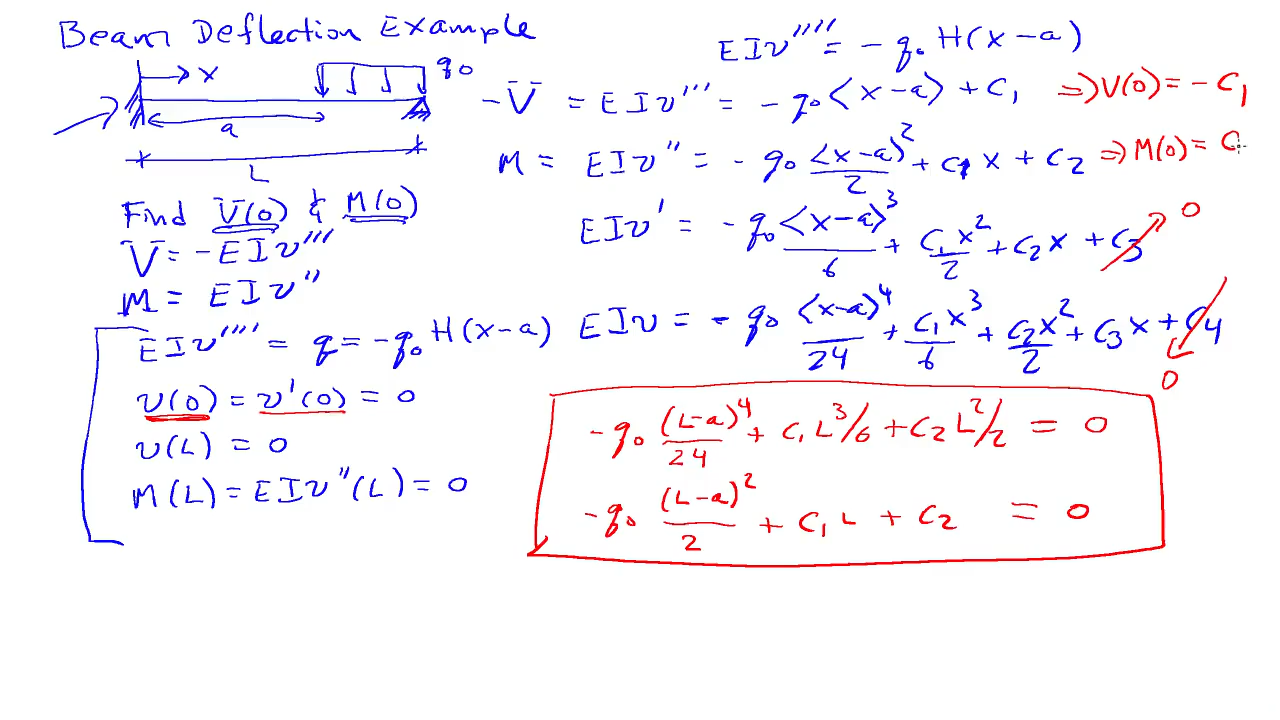 Beam Deflection Example
x
q₀
a
L
Find V(0) & M(0)
V = -EIv'''
M = EIv''
EIv'''' = q = -q₀ H(x-a)
v(0) = v'(0) = 0
v(L) = 0
M(L) = EIv''(L) = 0
EIv'''' = -q₀ H(x-a)
-V = EIv''' = -q₀<x-a> + C₁ ⇒ V(0) = -C₁
M = EIv'' = -q₀ <x-a>²/2 + C₁x + C₂ ⇒ M(0) = C
EIv' = -q₀ <x-a>³/6 + C₁x²/2 + C₂x + C₃ 0
EIv = -q₀ <x-a>⁴/24 + C₁x³/6 + C₂x²/2 + C₃x + C₄
0
-q₀ (L-a)⁴/24 + C₁L³/6 + C₂L²/2 = 0
-q₀ (L-a)²/2 + C₁L + C₂ = 0